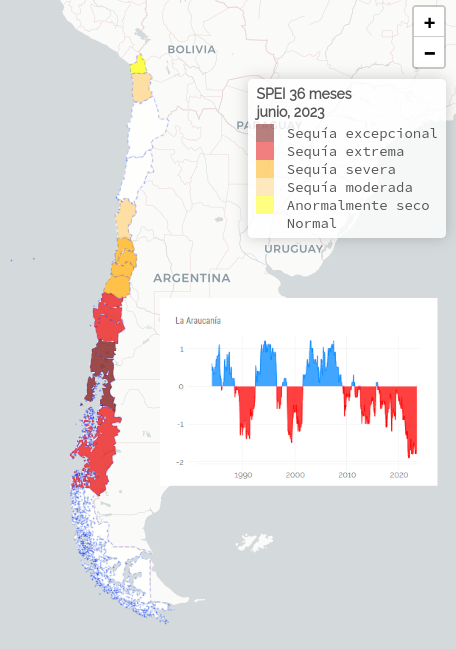 +
BOLIVIA
−
SPEI 36 meses
junio, 2023
PARAGUAY
Sequía excepcional
Sequía extrema
Sequía severa
Sequía moderada
Anormalmente seco
Normal
URUGUAY
ARGENTINA
La Araucanía
1
0
-1
-2
1990
2000
2010
2020